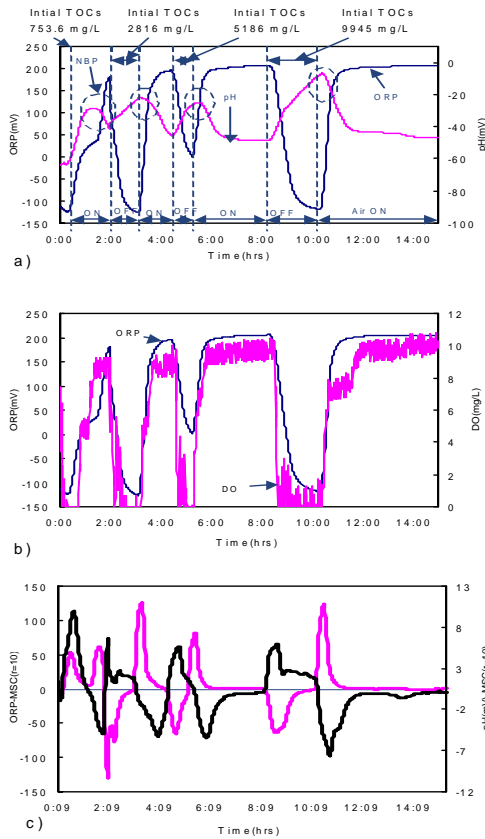 Intial TOCs Intial TOCs Intial TOCs Intial TOCs
753.6 mg/L 2816 mg/L 5186 mg/L 9945 mg/L
250
200
150
100
50
0
-50
-100
-150
ORP(mV)
NBP
pH
ORP
0
-20
-40
-60
-80
-100
pH(mV)
ON OFF ON OFF ON OFF Air ON
0:00 2:00 4:00 6:00 8:00 10:00 12:00 14:00
Time(hrs)
a)
250
200
150
100
50
0
-50
-100
-150
ORP(mV)
ORP
DO
12
10
8
6
4
2
0
DO(mg/L)
0:00 2:00 4:00 6:00 8:00 10:00 12:00 14:00
Time(hrs)
b)
150
100
50
0
-50
-100
-150
ORP-MSC(r=10)
13
8
3
-2
-7
-12
0:09 2:09 4:09 6:09 8:09 10:09 12:09 14:09
Time(hrs)
c)